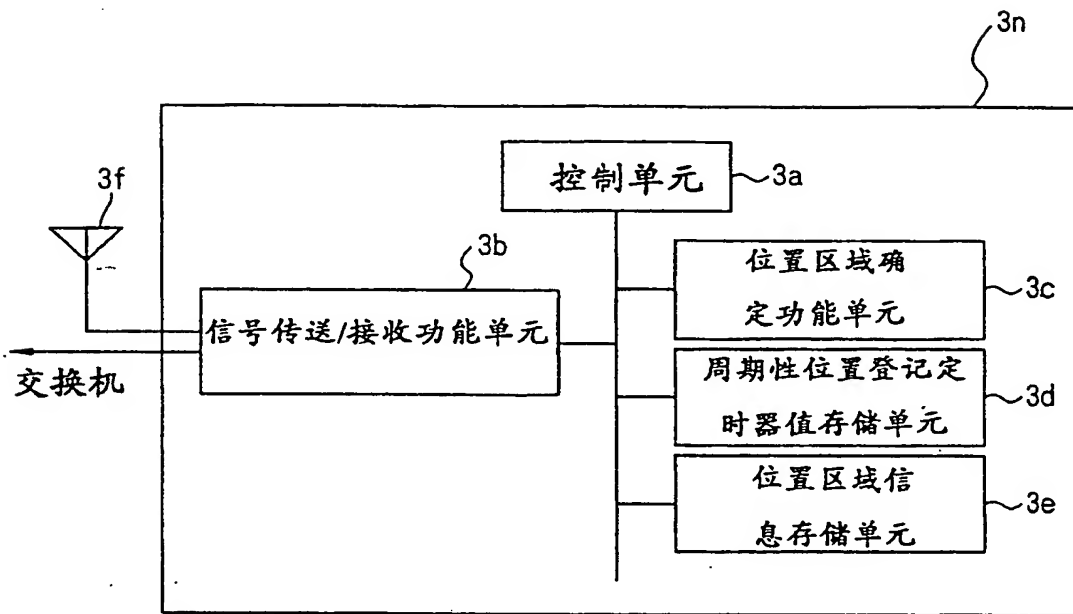 3n
控制单元
3a
3f
3b
位置区域确
定功能单元
3c
信号传送/接收功能单元
交换机
周期性位置登记定
时器值存储单元
3d
位置区域信
息存储单元
3e